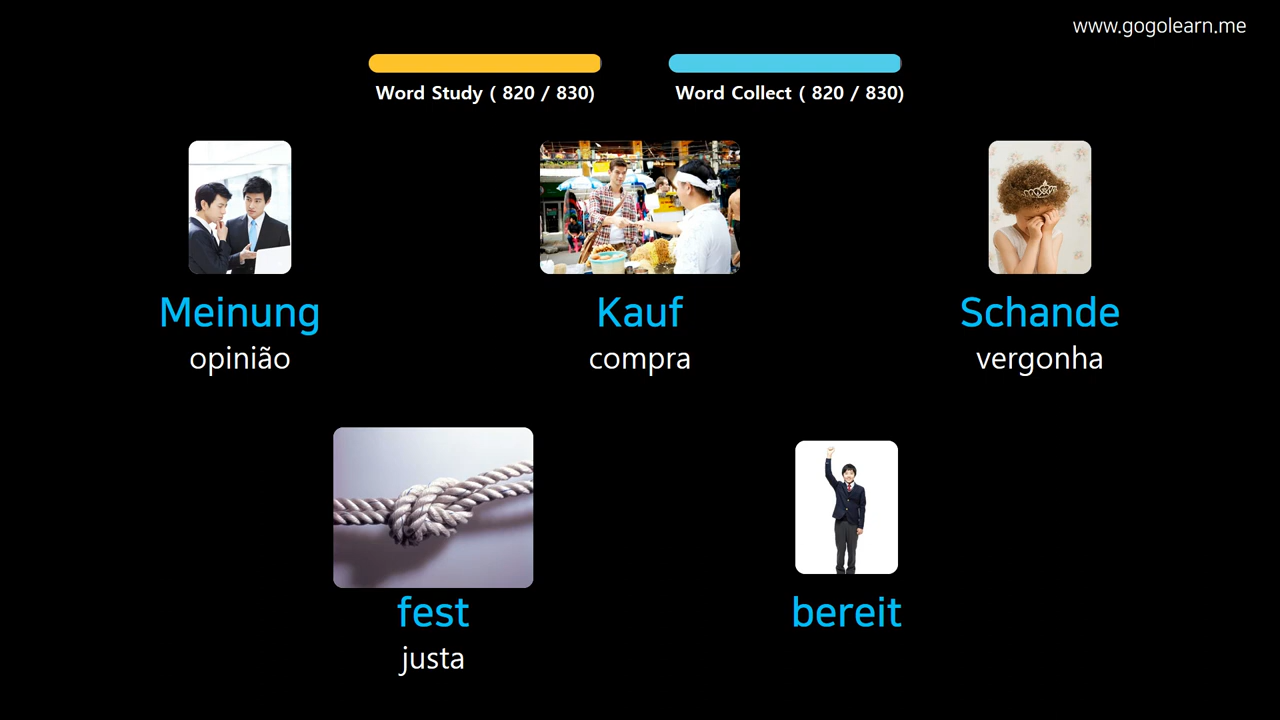 www.gogolearn.me
Word Study ( 820 / 830)
Word Collect ( 820 / 830)
Meinung
opinião
Kauf
compra
Schande
vergonha
fest
justa
bereit